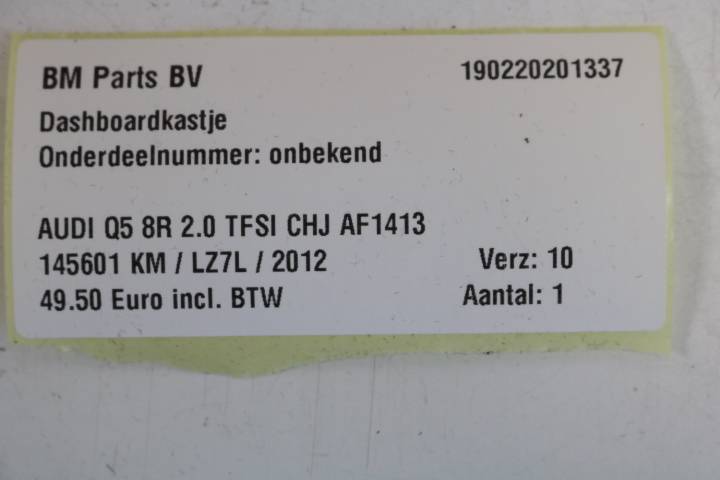 BM Parts BV 190220201337
Dashboardkastje
Onderdeelnummer: onbekend
AUDI Q5 8R 2.0 TFSI CHJ AF1413
145601 KM / LZ7L / 2012 Verz: 10
49.50 Euro incl. BTW Aantal: 1